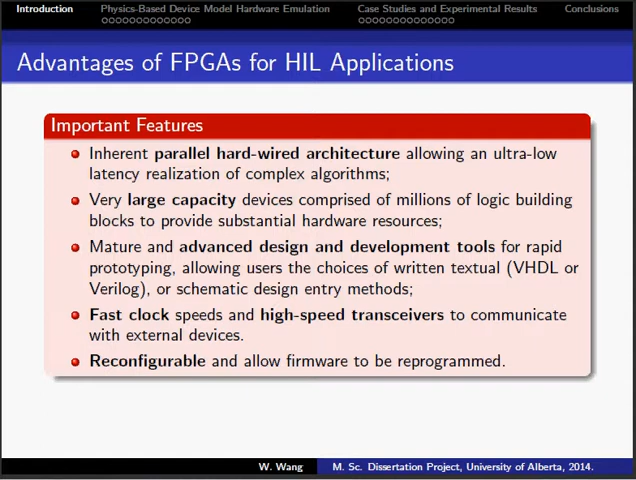 Introduction Physics-Based Device Model Hardware Emulation Case Studies and Experimental Results Conclusions
Advantages of FPGAs for HIL Applications
Important Features
Inherent parallel hard-wired architecture allowing an ultra-low
latency realization of complex algorithms;
Very large capacity devices comprised of millions of logic building
blocks to provide substantial hardware resources;
Mature and advanced design and development tools for rapid
prototyping, allowing users the choices of written textual (VHDL or
Verilog), or schematic design entry methods;
Fast clock speeds and high-speed transceivers to communicate
with external devices.
Reconfigurable and allow firmware to be reprogrammed.
W. Wang M. Sc. Dissertation Project, University of Alberta, 2014.